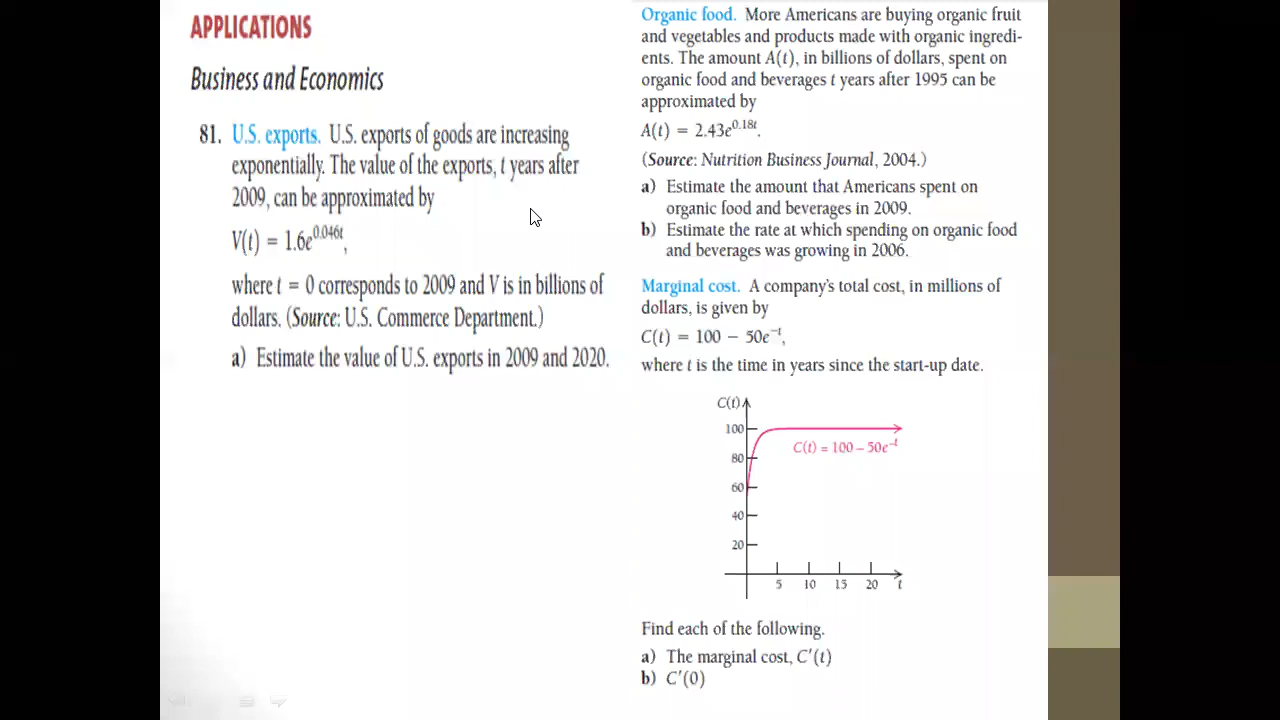 APPLICATIONS
Business and Economics
81. U.S. exports. U.S. exports of goods are increasing
exponentially. The value of the exports, t years after
2009, can be approximated by
V(t) = 1.6e^0.046t,
where t = 0 corresponds to 2009 and V is in billions of
dollars. (Source: U.S. Commerce Department.)
a) Estimate the value of U.S. exports in 2009 and 2020.
Organic food. More Americans are buying organic fruit
and vegetables and products made with organic ingredi-
ents. The amount A(t), in billions of dollars, spent on
organic food and beverages t years after 1995 can be
approximated by
A(t) = 2.43e^0.18t.
(Source: Nutrition Business Journal, 2004.)
a) Estimate the amount that Americans spent on
organic food and beverages in 2009.
b) Estimate the rate at which spending on organic food
and beverages was growing in 2006.
Marginal cost. A company's total cost, in millions of
dollars, is given by
C(t) = 100 − 50e^−t,
where t is the time in years since the start-up date.
C(t)
100
C(t) = 100 – 50e^−t
80
60
40
20
5 10 15 20 t
Find each of the following.
a) The marginal cost, C′(t)
b) C′(0)